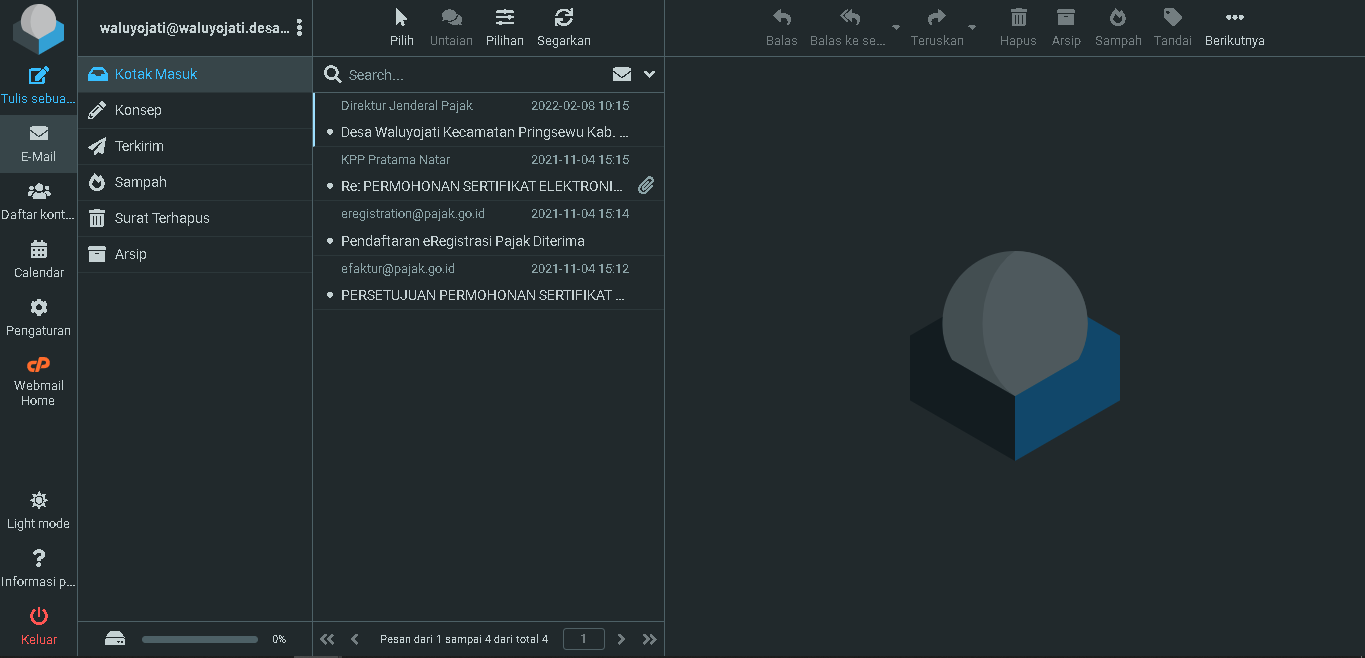 waluyojati@waluyojati.desa...
Pilih
Untaian
Pilihan
Segarkan
Balas
Balas ke se...
Teruskan
Hapus
Arsip
Sampah
Tandai
Berikutnya
Tulis sebua...
E-Mail
Daftar kont...
Calendar
Pengaturan
cP
Webmail
Home
Light mode
Informasi p...
Keluar
Kotak Masuk
Konsep
Terkirim
Sampah
Surat Terhapus
Arsip
0%
Search...
Direktur Jenderal Pajak 2022-02-08 10:15
Desa Waluyojati Kecamatan Pringsewu Kab. ...
KPP Pratama Natar 2021-11-04 15:15
Re: PERMOHONAN SERTIFIKAT ELEKTRONI...
eregistration@pajak.go.id 2021-11-04 15:14
Pendaftaran eRegistrasi Pajak Diterima
efaktur@pajak.go.id 2021-11-04 15:12
PERSETUJUAN PERMOHONAN SERTIFIKAT ...
Pesan dari 1 sampai 4 dari total 4
1